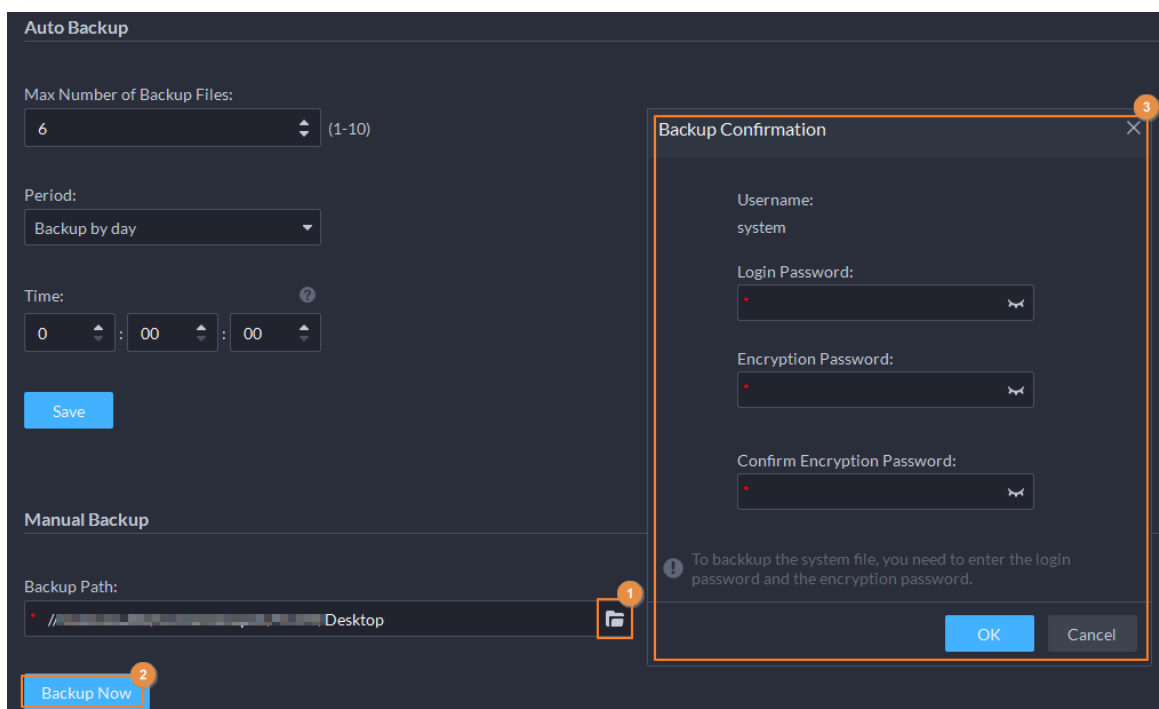 Auto Backup
Max Number of Backup Files:
6
(1-10)
Period:
Backup by day
Time:
?
0 : 00 : 00
Save
Manual Backup
Backup Path:
* // Desktop
1
2
Backup Now
3
Backup Confirmation
Username:
system
Login Password:
*
Encryption Password:
*
Confirm Encryption Password:
*
! To backkup the system file, you need to enter the login
password and the encryption password.
OK
Cancel